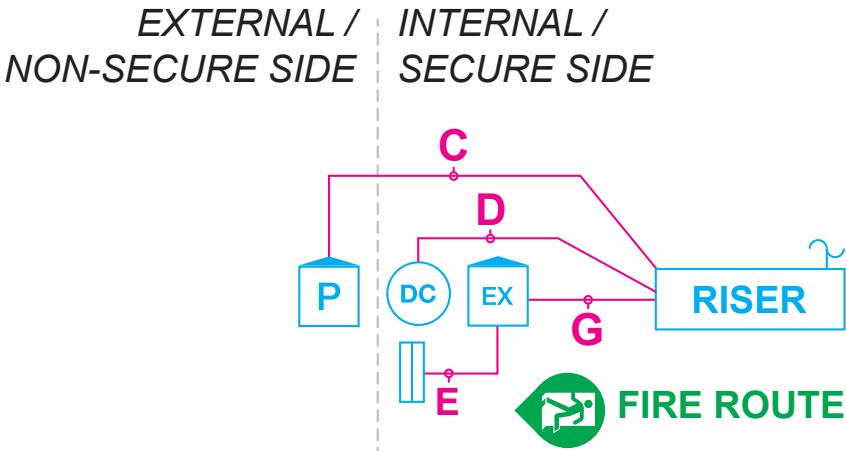 EXTERNAL /
NON-SECURE SIDE
INTERNAL /
SECURE SIDE
C
D
P
DC
EX
RISER
G
E
FIRE ROUTE